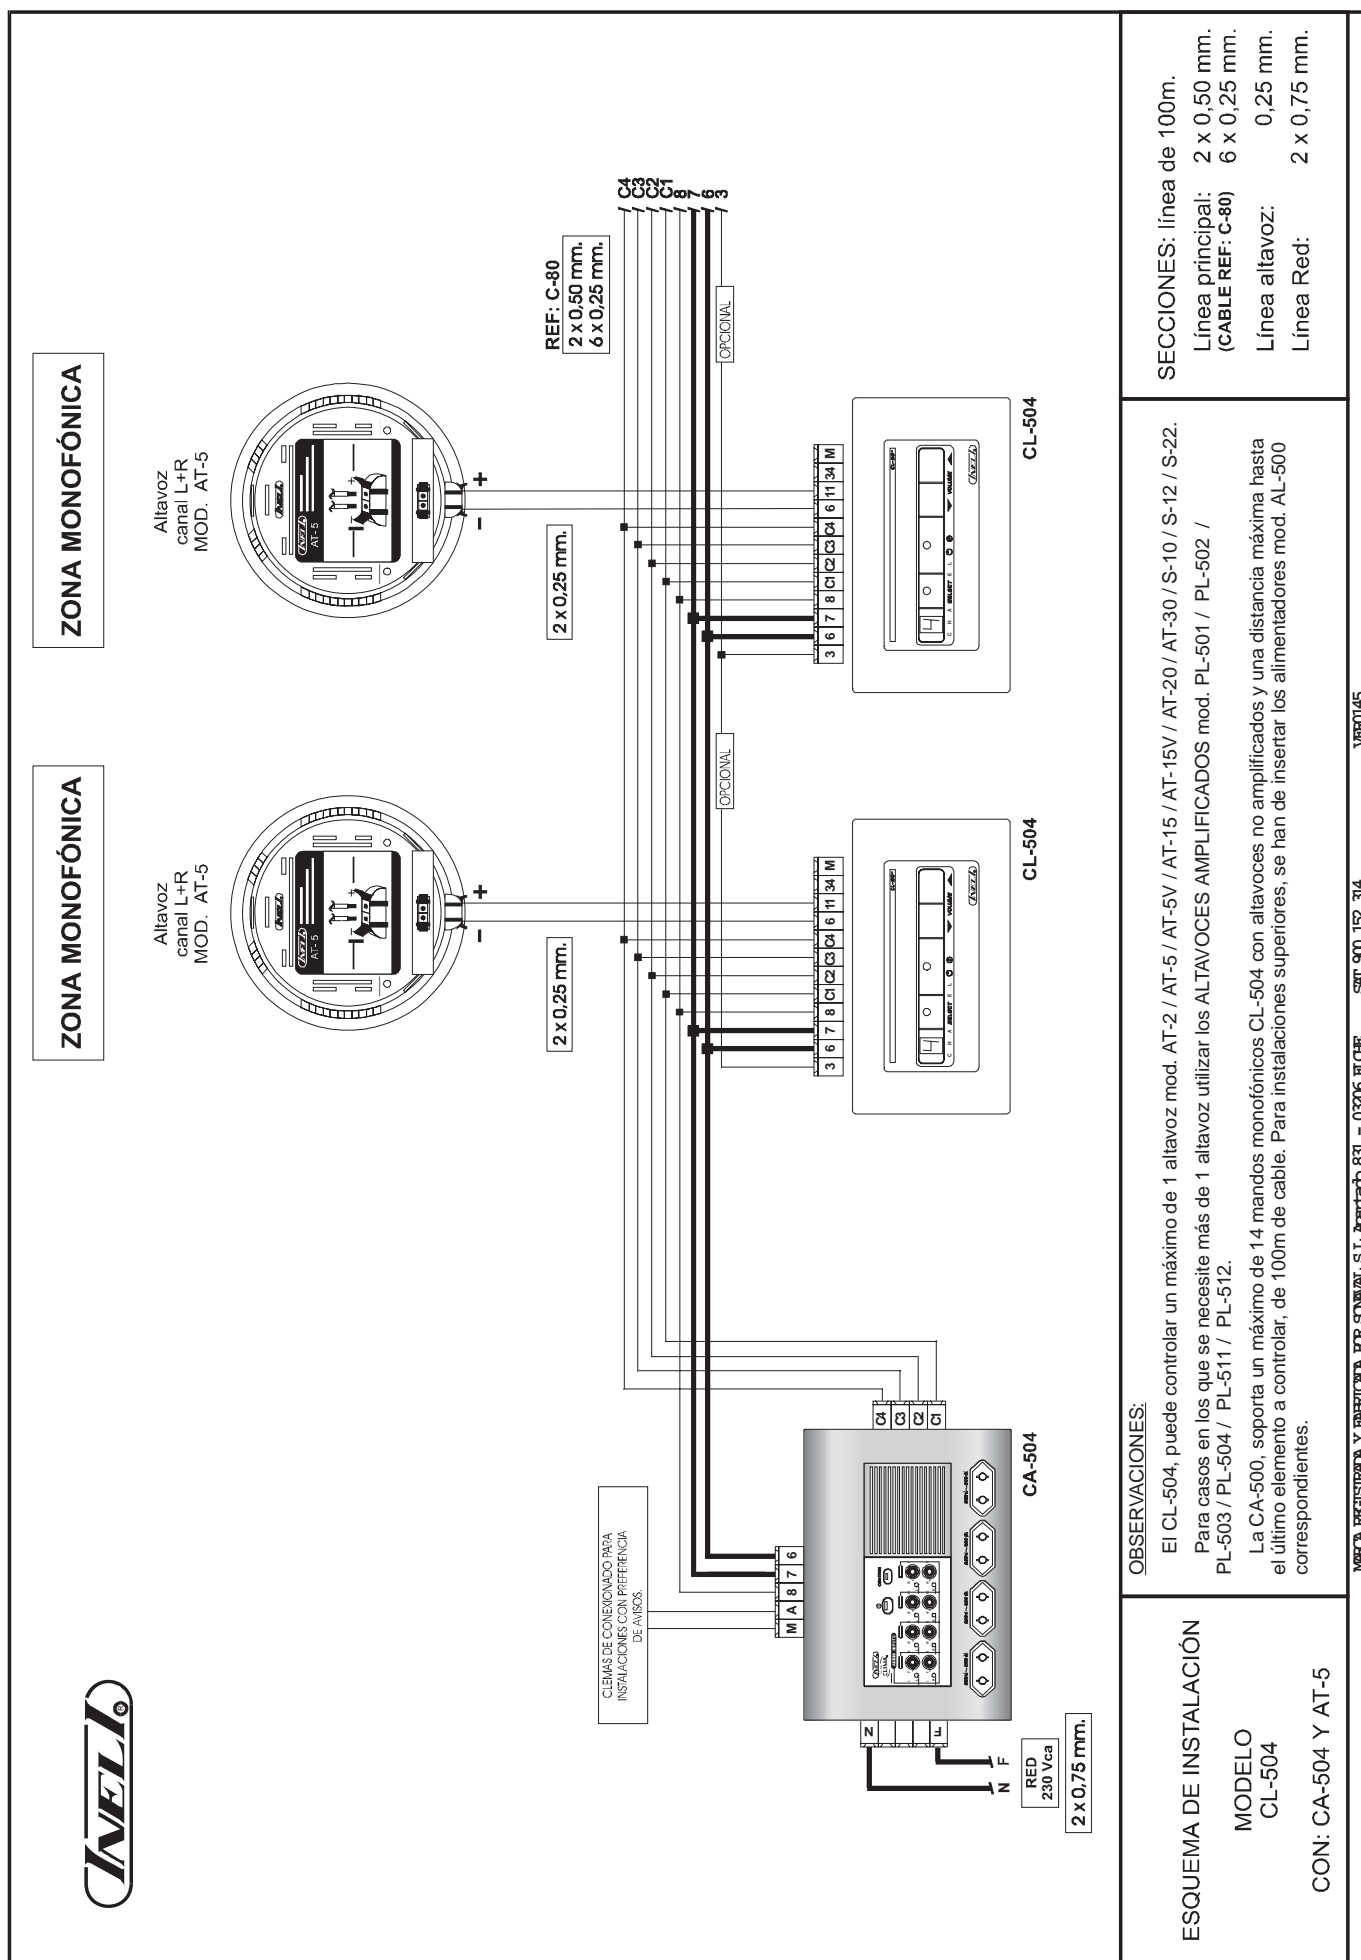 INELI®
ZONA MONOFÓNICA
ZONA MONOFÓNICA
Altavoz
canal L+R
MOD. AT-5
Altavoz
canal L+R
MOD. AT-5
INELI
AT- 5
INELI
AT- 5
- +
- +
2 x 0,25 mm.
2 x 0,25 mm.
REF: C-80
2 x 0,50 mm.
6 x 0,25 mm.
/ C4
/ C3
/ C2
/ C1
/ 8
/ 7
/ 6
/ 3
CLEMAS DE CONEXIONADO PARA
INSTALACIONES CON PREFERENCIA
DE AVISOS.
OPCIONAL
OPCIONAL
M A 8 7 6
3 6 7 8 C1 C2 C3 C4 6 11 34 M
3 6 7 8 C1 C2 C3 C4 6 11 34 M
N
F
C4
C3
C2
C1
N F
RED
230 Vca
2 x 0,75 mm.
CA-504
CL-504
CL-504
ESQUEMA DE INSTALACIÓN
MODELO
CL-504
CON: CA-504 Y AT-5
OBSERVACIONES:
El CL-504, puede controlar un máximo de 1 altavoz mod. AT-2 / AT-5 / AT-5V / AT-15 / AT-15V / AT-20 / AT-30 / S-10 / S-12 / S-22.
Para casos en los que se necesite más de 1 altavoz utilizar los ALTAVOCES AMPLIFICADOS mod. PL-501 / PL-502 /
PL-503 / PL-504 / PL-511 / PL-512.
La CA-500, soporta un máximo de 14 mandos monofónicos CL-504 con altavoces no amplificados y una distancia máxima hasta
el último elemento a controlar, de 100m de cable. Para instalaciones superiores, se han de insertar los alimentadores mod. AL-500
correspondientes.
SECCIONES: línea de 100m.
Línea principal: 2 x 0,50 mm.
(CABLE REF: C-80) 6 x 0,25 mm.
Línea altavoz: 0,25 mm.
Línea Red: 2 x 0,75 mm.